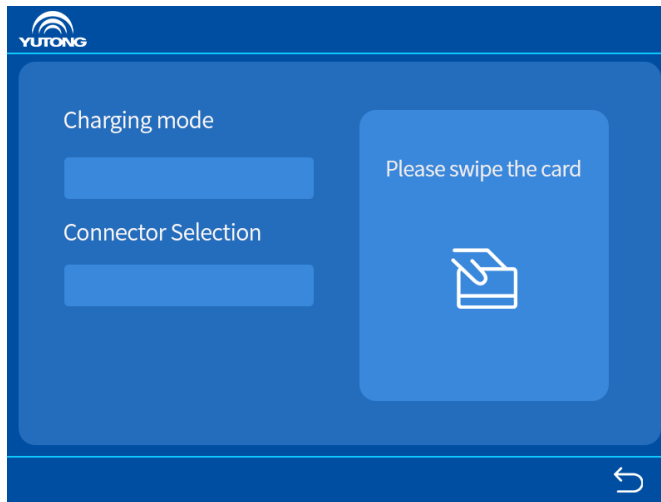 YUTONG
Charging mode
Please swipe the card
Connector Selection